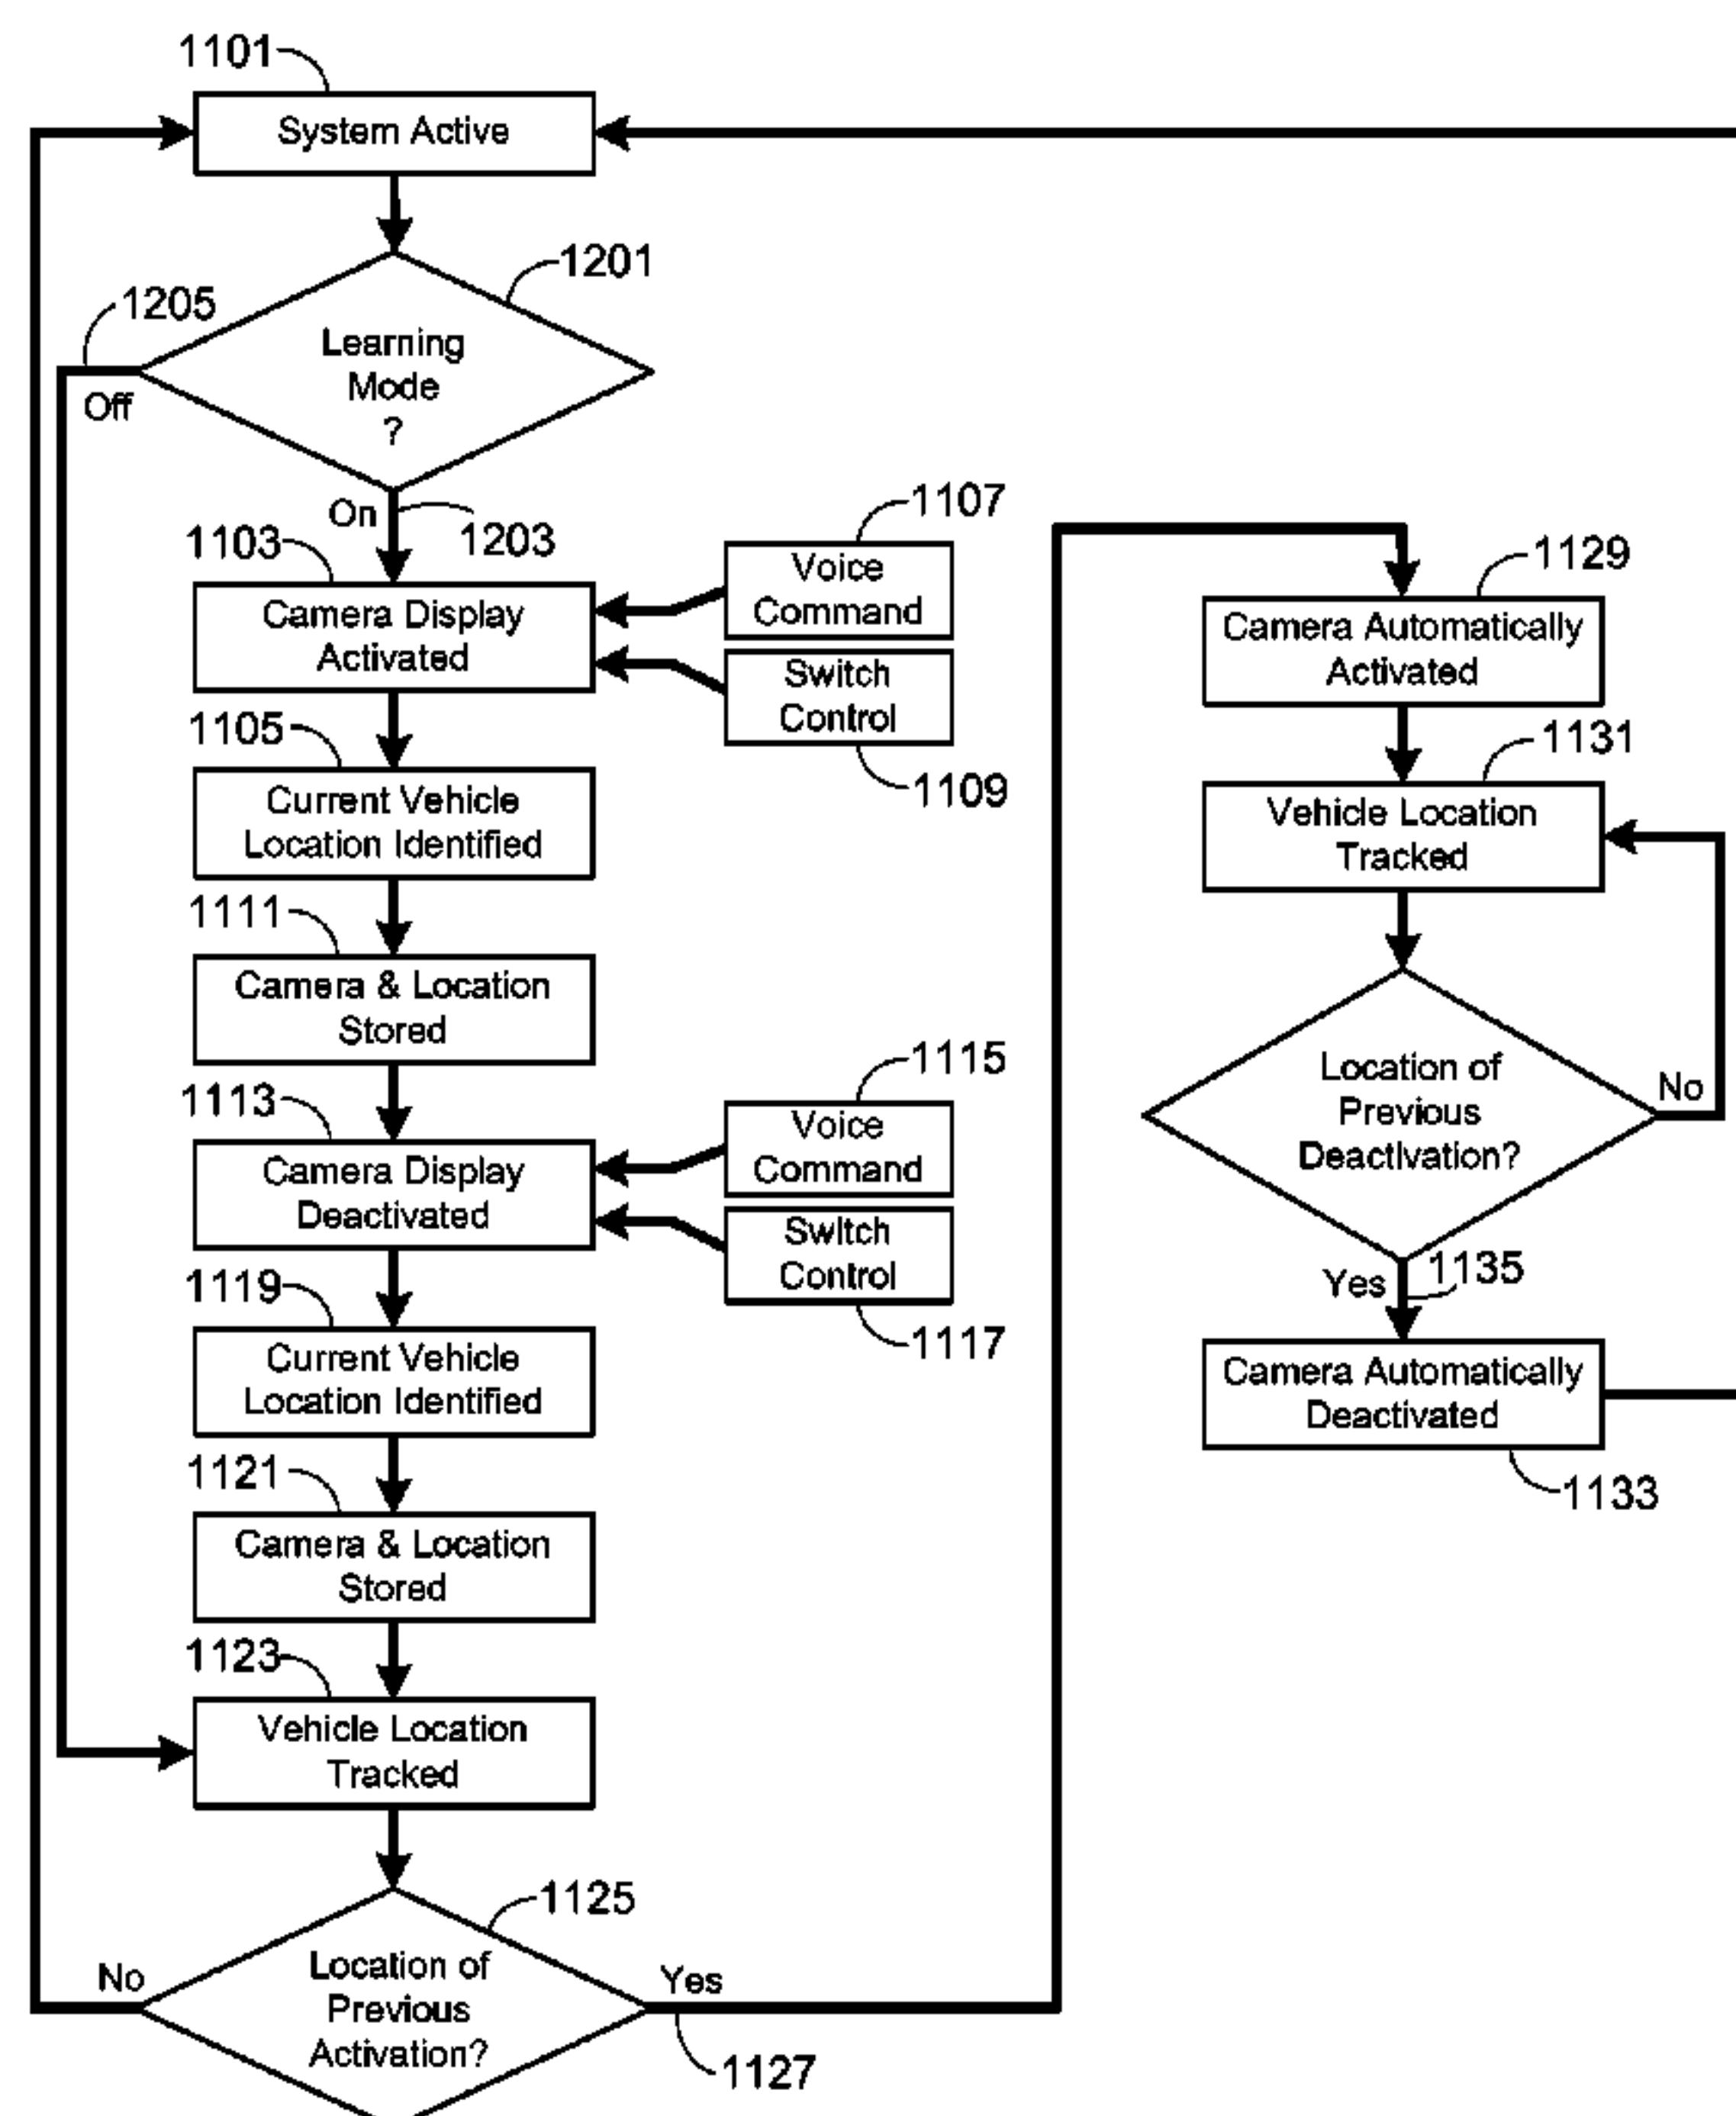 1101
System Active
1201
1205
Learning
Mode
?
Off
On
1203
1103
Camera Display
Activated
1107
Voice
Command
Switch
Control
1109
1105
Current Vehicle
Location Identified
1111
Camera & Location
Stored
1113
Camera Display
Deactivated
1115
Voice
Command
Switch
Control
1117
1119
Current Vehicle
Location Identified
1121
Camera & Location
Stored
1123
Vehicle Location
Tracked
1125
Location of
Previous
Activation?
No
Yes
1127
1129
Camera Automatically
Activated
1131
Vehicle Location
Tracked
Location of
Previous
Deactivation?
No
Yes
1135
Camera Automatically
Deactivated
1133